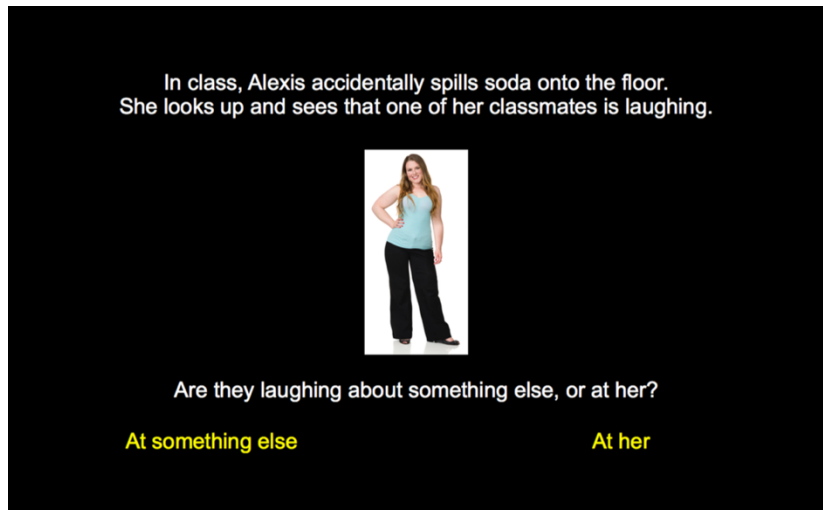 In class, Alexis accidentally spills soda onto the floor.
She looks up and sees that one of her classmates is laughing.
Are they laughing about something else, or at her?
At something else
At her